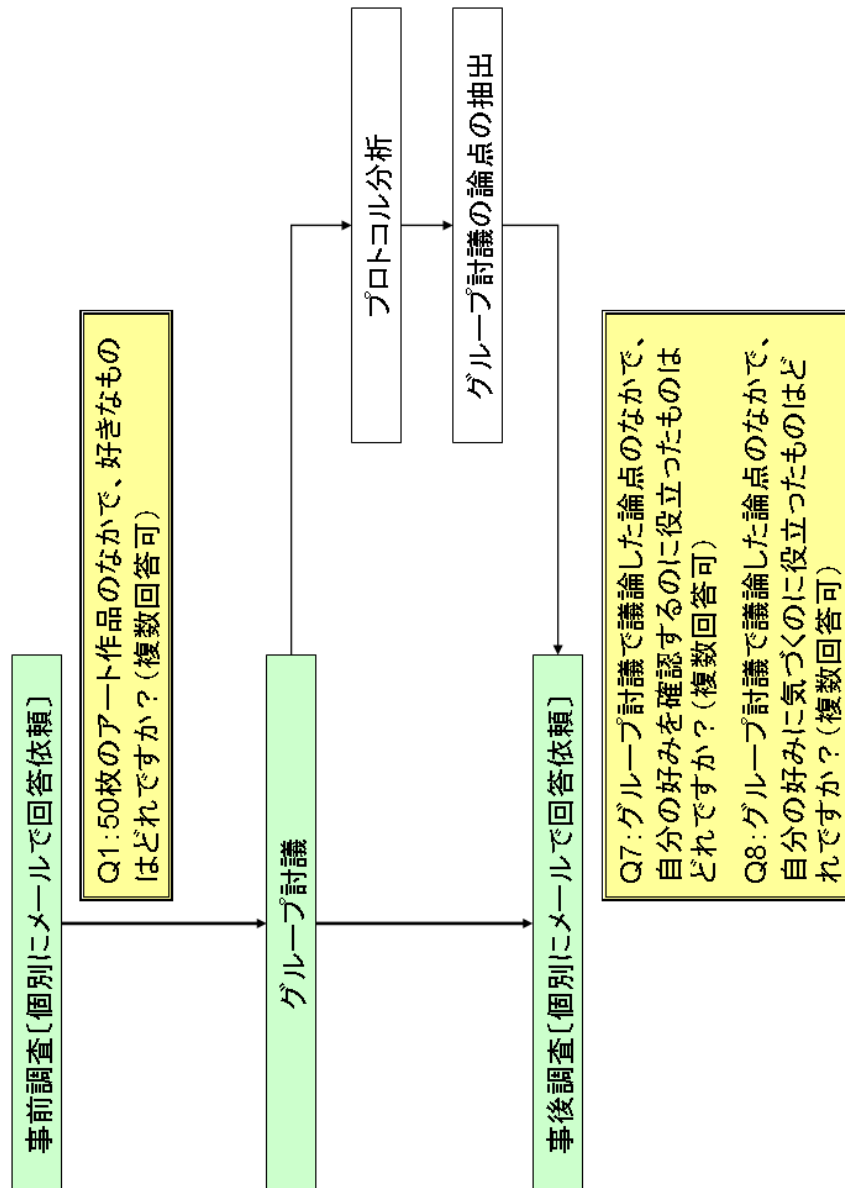 事前調査〔個別にメールで回答依頼〕
Q1：50枚のアート作品のなかで、好きなもの
はどれですか？（複数回答可）
グループ討議
プロトコル分析
グループ討議の論点の抽出
事後調査〔個別にメールで回答依頼〕
Q7：グループ討議で議論した論点のなかで、
自分の好みを確認するのに役立ったものは
どれですか？（複数回答可）
Q8：グループ討議で議論した論点のなかで、
自分の好みに気づくのに役立ったものはど
れですか？（複数回答可）